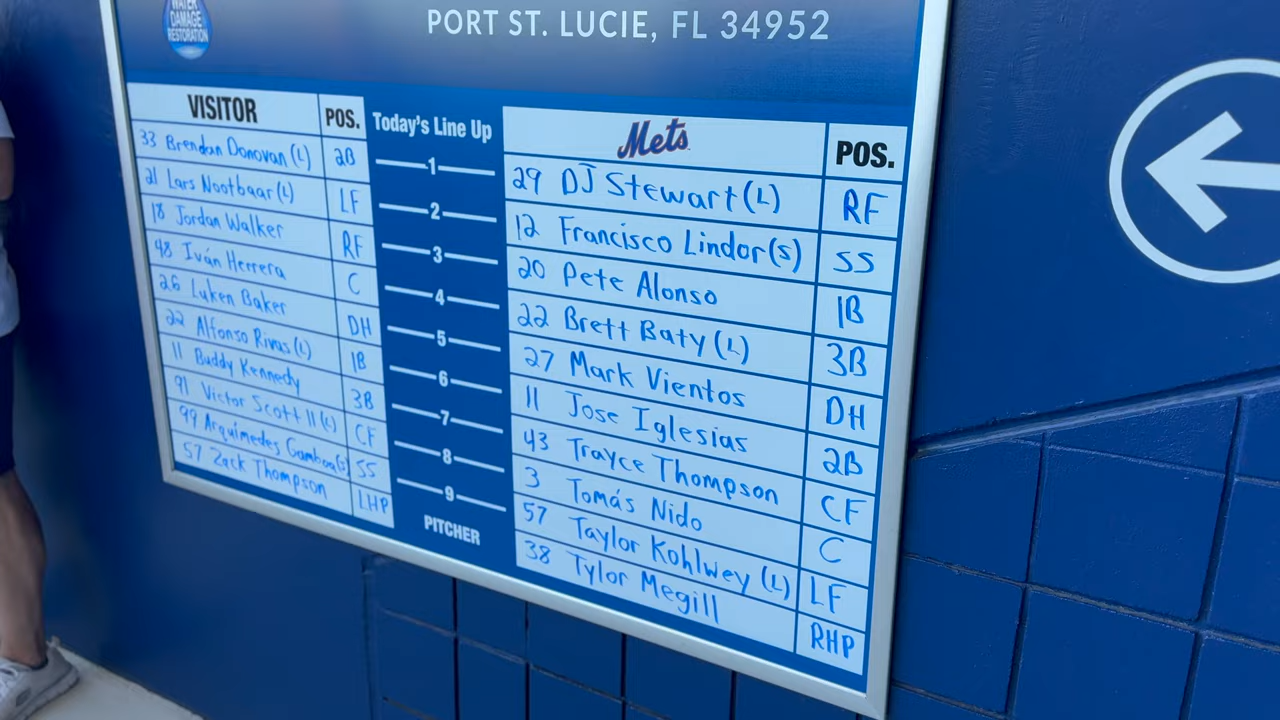 WATER
DAMAGE
RESTORATION
PORT ST. LUCIE, FL 34952
VISITOR POS.
33 Brendan Donovan (L) 2B
21 Lars Nootbaar (L) LF
18 Jordan Walker RF
48 Iván Herrera C
26 Luken Baker DH
22 Alfonso Rivas (L) 1B
11 Buddy Kennedy 3B
91 Victor Scott II (L) CF
99 Arquímedes Gamboa (S) SS
57 Zack Thompson LHP
Today's Line Up
1
2
3
4
5
6
7
8
9
PITCHER
Mets POS.
29 DJ Stewart (L) RF
12 Francisco Lindor (S) SS
20 Pete Alonso 1B
22 Brett Baty (L) 3B
27 Mark Vientos DH
11 Jose Iglesias 2B
43 Trayce Thompson CF
3 Tomás Nido C
57 Taylor Kohlwey (L) LF
38 Tylor Megill RHP